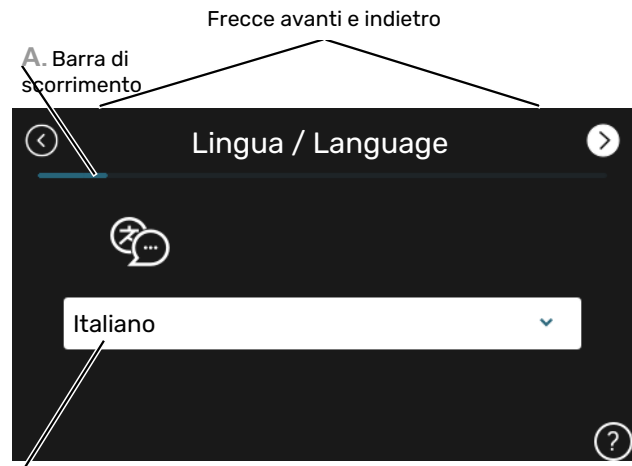 Frecce avanti e indietro
A. Barra di
scorrimento
Lingua / Language
Italiano
?